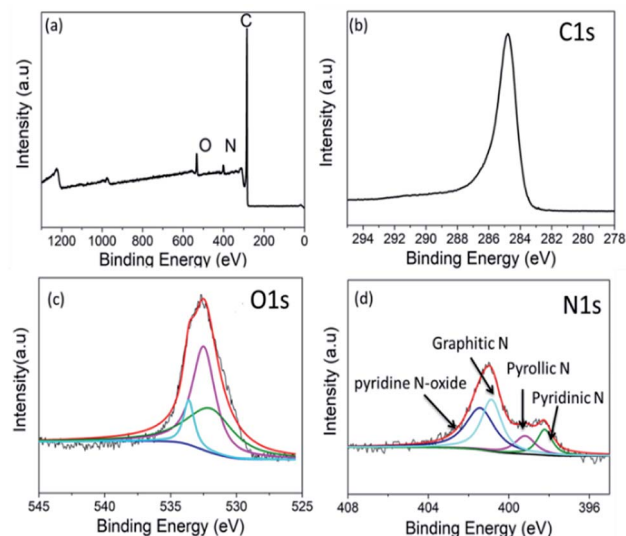 (a)
C
O N
Intensity (a.u)
1200 1000 800 600 400 200 0
Binding Energy (eV)
(b)
C1s
Intensity (a.u)
294 292 290 288 286 284 282 280 278
Binding Energy (eV)
(c)
O1s
Intensity(a.u)
545 540 535 530 525
Binding Energy (eV)
(d)
N1s
Graphitic N
Pyrollic N
pyridine N-oxide
Pyridinic N
Intensity (a.u)
408 404 400 396
Binding Energy (eV)